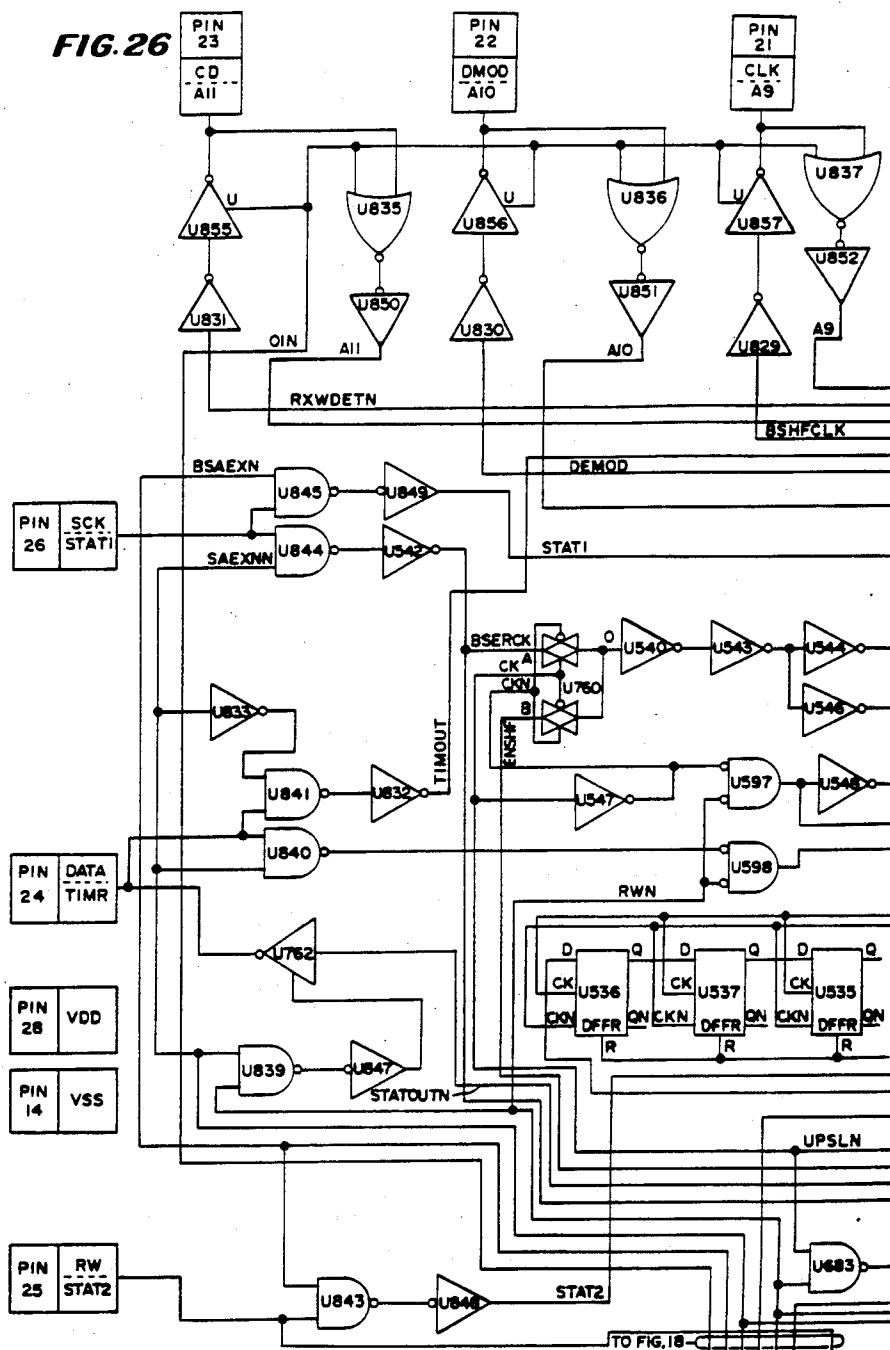 FIG. 26
PIN 23
CD
A11
PIN 22
DMOD
A10
PIN 21
CLK
A9
U855
U
U835
U856
U
U836
U
U857
U837
U831
U850
U830
U851
U829
U852
OIN
A11
A10
A9
RXWDETN
BSHFCLK
DEMOD
BSAEXN
U845
U849
PIN 26
SCK
STAT1
U844
U542
STAT1
SAEXNN
BSERCK
A
O
U540
U543
U544
CK
CKN
U760
B
U546
ENSHF
U833
TIMOUT
U841
U832
U547
U597
U548
U840
U598
PIN 24
DATA
TIMR
RWN
U762
D
Q
D
Q
D
Q
CK
U536
CK
U537
CK
U535
CKN
QN
CKN
QN
CKN
QN
DFFR
DFFR
DFFR
R
R
R
PIN 28
VDD
U839
U847
STATOUTN
PIN 14
VSS
UPSLN
PIN 25
RW
STAT2
U683
U843
STAT2
TO FIG. 18